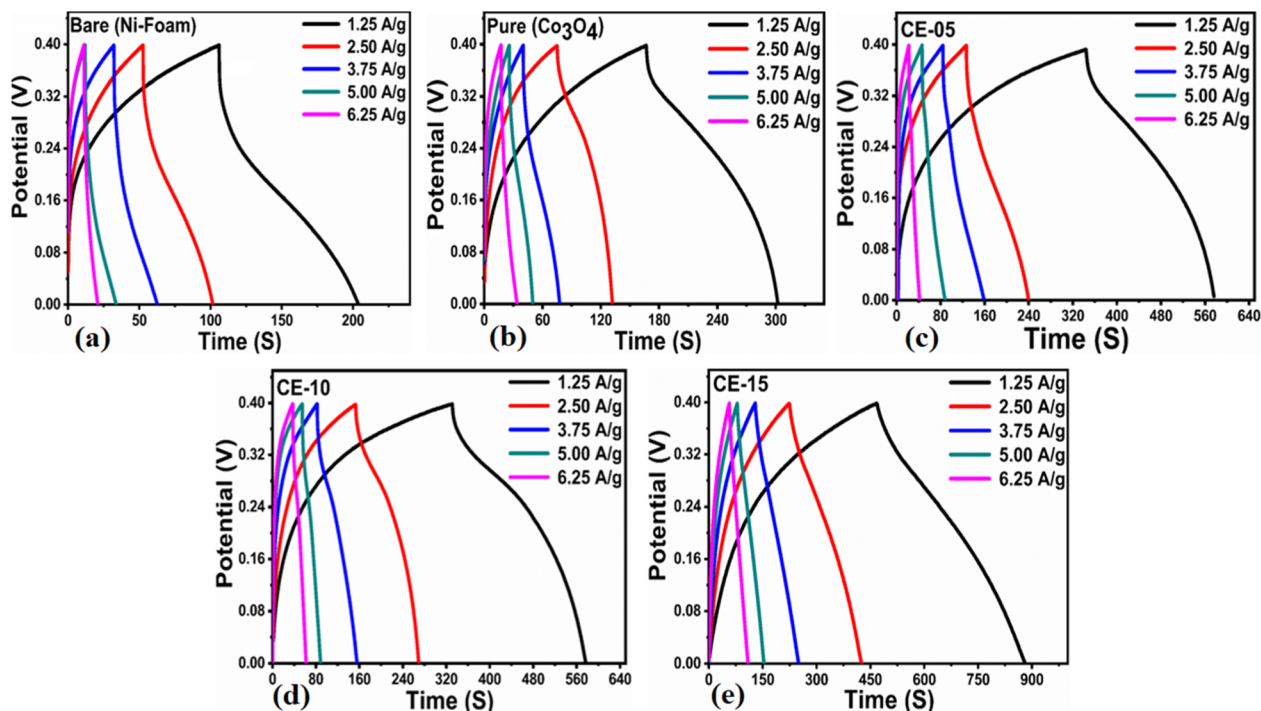 Bare (Ni-Foam)
1.25 A/g
2.50 A/g
3.75 A/g
5.00 A/g
6.25 A/g
Potential (V)
0.40
0.32
0.24
0.16
0.08
0.00
0 50 100 150 200
(a) Time (S)
Pure (Co3O4)
1.25 A/g
2.50 A/g
3.75 A/g
5.00 A/g
6.25 A/g
Potential (V)
0.40
0.32
0.24
0.16
0.08
0.00
0 60 120 180 240 300
(b) Time (S)
CE-05
1.25 A/g
2.50 A/g
3.75 A/g
5.00 A/g
6.25 A/g
Potential (V)
0.40
0.32
0.24
0.16
0.08
0.00
0 80 160 240 320 400 480 560 640
(c) Time (S)
CE-10
1.25 A/g
2.50 A/g
3.75 A/g
5.00 A/g
6.25 A/g
Potential (V)
0.40
0.32
0.24
0.16
0.08
0.00
0 80 160 240 320 400 480 560 640
(d) Time (S)
CE-15
1.25 A/g
2.50 A/g
3.75 A/g
5.00 A/g
6.25 A/g
Potential (V)
0.40
0.32
0.24
0.16
0.08
0.00
0 150 300 450 600 750 900
(e) Time (S)